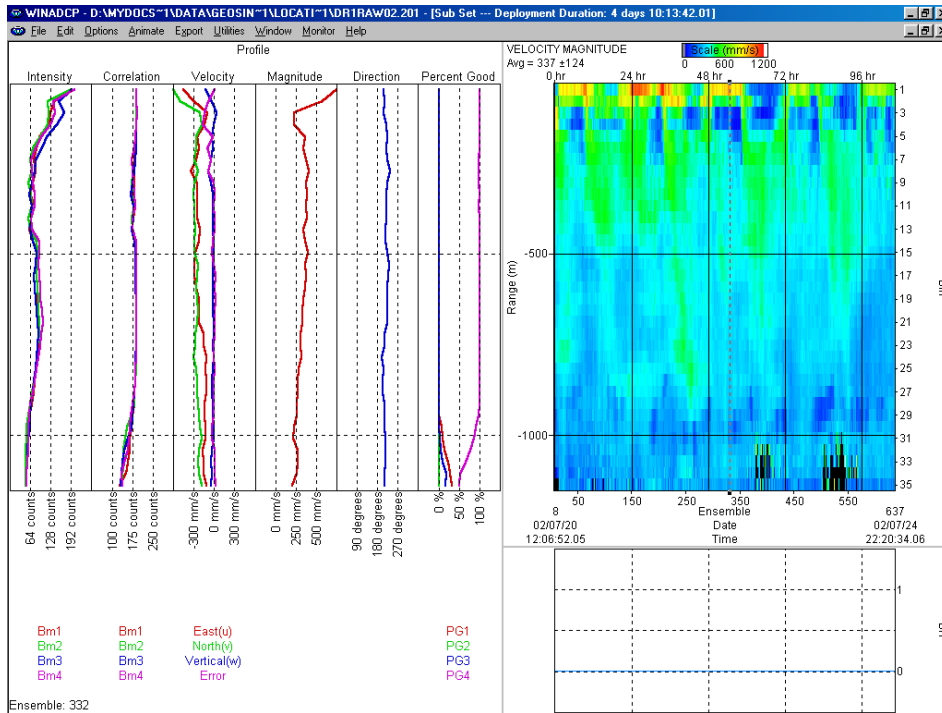 WINADCP - D:\MYDOCS~1\DATA\GEOSIN~1\LOCATI~1\DR1RAW02.201 - [Sub Set --- Deployment Duration: 4 days 10:13:42.01]
File Edit Options Animate Export Utilities Window Monitor Help
Profile
Intensity Correlation Velocity Magnitude Direction Percent Good
64 counts 128 counts 192 counts 100 counts 175 counts 250 counts -300 mm/s 0 mm/s 300 mm/s 0 mm/s 250 mm/s 500 mm/s 90 degrees 180 degrees 270 degrees 0 % 50 % 100 %
Bm1 Bm1 East(u) PG1
Bm2 Bm2 North(v) PG2
Bm3 Bm3 Vertical(w) PG3
Bm4 Bm4 Error PG4
Ensemble: 332
VELOCITY MAGNITUDE
Avg = 337 ±124
Scale (mm/s)
0 600 1200
0 hr 24 hr 48 hr 72 hr 96 hr
Range (m)
-500
-1000
1
3
5
7
9
11
13
15
17
19
21
23
25
27
29
31
33
35
50 150 250 350 450 550
8 Ensemble 637
02/07/20 Date 02/07/24
12:06:52.05 Time 22:20:34.06
1
0